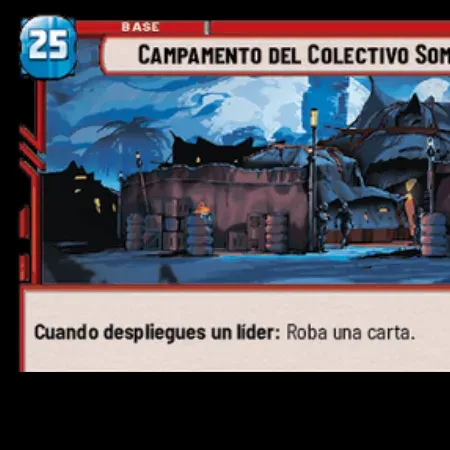 BASE
25
CAMPAMENTO DEL COLECTIVO SOM
Cuando despliegues un líder: Roba una carta.